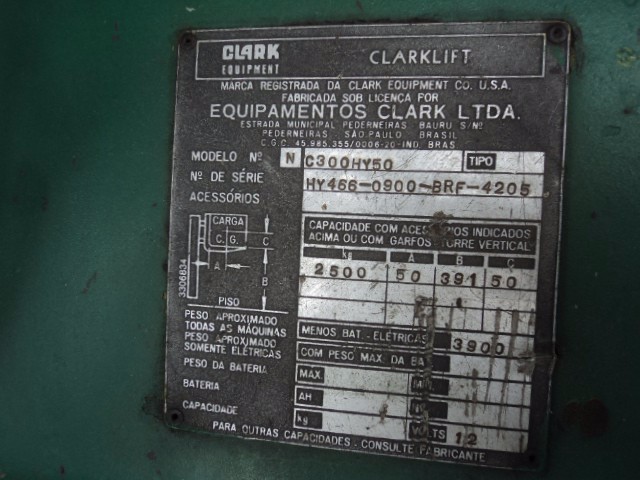 CLARK
EQUIPMENT
CLARKLIFT
MARCA REGISTRADA DA CLARK EQUIPMENT CO. U.S.A.
FABRICADA SOB LICENÇA POR
EQUIPAMENTOS CLARK LTDA.
ESTRADA MUNICIPAL PEDERNEIRAS BAURU S/Nº
PEDERNEIRAS - SÃO PAULO BRASIL
C.G.C 45.985.355/0006-20-IND. BRAS
MODELO Nº N C300HY50 TIPO
Nº DE SÉRIE HY466-0900-BRF-4205
ACESSÓRIOS
CAPACIDADE COM ACESSÓRIOS INDICADOS
ACIMA OU COM GARFOS TORRE VERTICAL
kg A B C
2500 50 391 50
CARGA
C.G.
C
A
B
PISO
3306834
PESO APROXIMADO
TODAS AS MÁQUINAS
MENOS BAT.-ELÉTRICAS 3900
PESO APROXIMADO
SOMENTE ELÉTRICAS
COM PESO MAX. DA BA
PESO DA BATERIA MAX
BATERIA AH
CAPACIDADE kg VOLTS 12
PARA OUTRAS CAPACIDADES - CONSULTE FABRICANTE